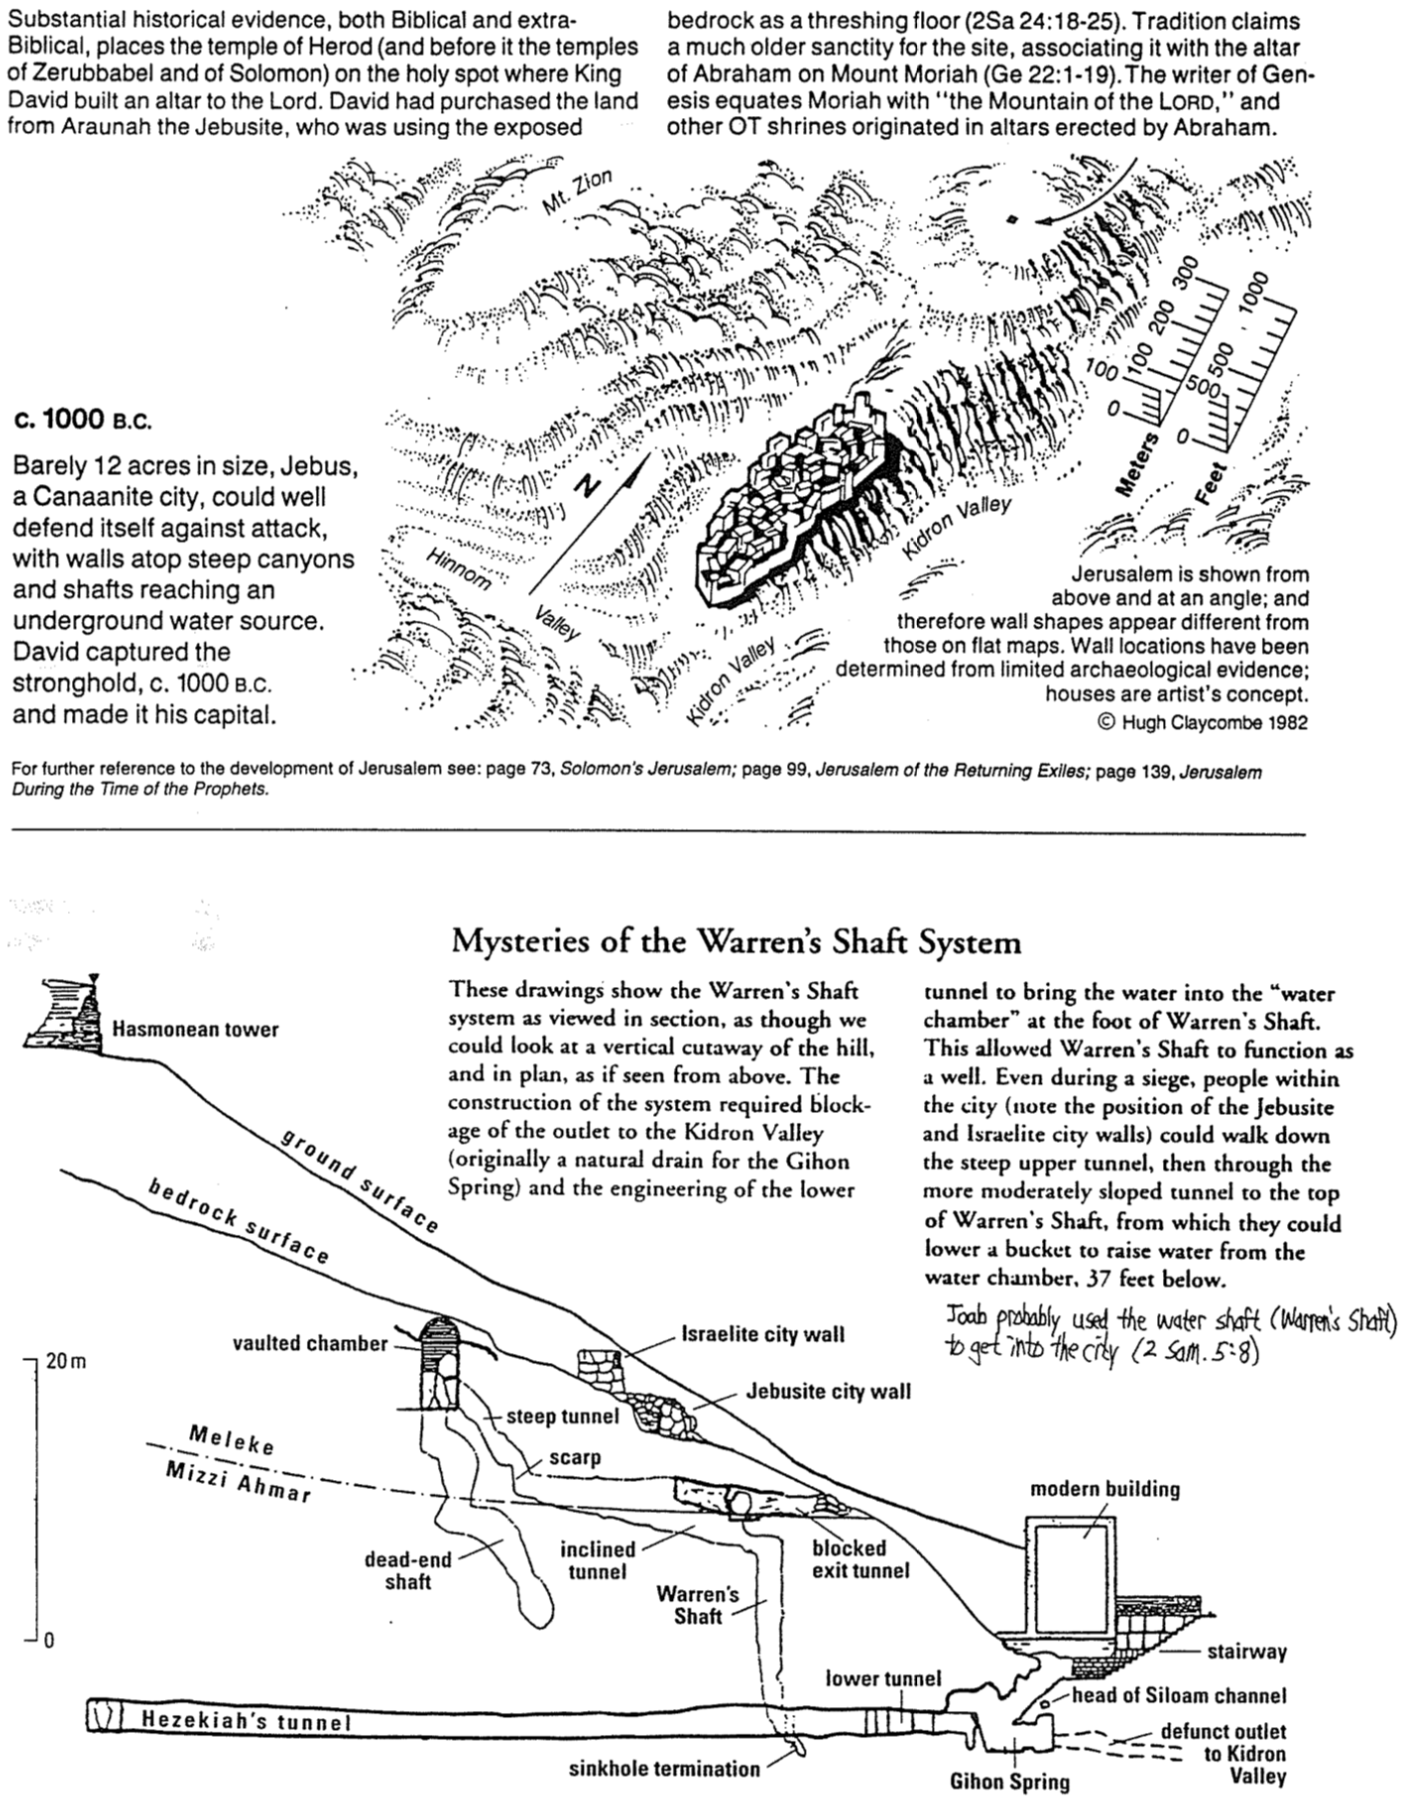 Substantial historical evidence, both Biblical and extra-
Biblical, places the temple of Herod (and before it the temples
of Zerubbabel and of Solomon) on the holy spot where King
David built an altar to the Lord. David had purchased the land
from Araunah the Jebusite, who was using the exposed
bedrock as a threshing floor (2Sa 24:18-25). Tradition claims
a much older sanctity for the site, associating it with the altar
of Abraham on Mount Moriah (Ge 22:1-19). The writer of Gen-
esis equates Moriah with "the Mountain of the LORD," and
other OT shrines originated in altars erected by Abraham.
Mt. Zion
300
200
100
100
0
Meters
1000
500
500
0
Feet
c. 1000 B.C.
Barely 12 acres in size, Jebus,
a Canaanite city, could well
defend itself against attack,
with walls atop steep canyons
and shafts reaching an
underground water source.
David captured the
stronghold, c. 1000 B.C.
and made it his capital.
N
Hinnom
Valley
Kidron Valley
Kidron Valley
Jerusalem is shown from
above and at an angle; and
therefore wall shapes appear different from
those on flat maps. Wall locations have been
determined from limited archaeological evidence;
houses are artist's concept.
© Hugh Claycombe 1982
For further reference to the development of Jerusalem see: page 73, Solomon's Jerusalem; page 99, Jerusalem of the Returning Exiles; page 139, Jerusalem
During the Time of the Prophets.
Mysteries of the Warren's Shaft System
These drawings show the Warren's Shaft
system as viewed in section, as though we
could look at a vertical cutaway of the hill,
and in plan, as if seen from above. The
construction of the system required block-
age of the outlet to the Kidron Valley
(originally a natural drain for the Gihon
Spring) and the engineering of the lower
tunnel to bring the water into the "water
chamber" at the foot of Warren's Shaft.
This allowed Warren's Shaft to function as
a well. Even during a siege, people within
the city (note the position of the Jebusite
and Israelite city walls) could walk down
the steep upper tunnel, then through the
more moderately sloped tunnel to the top
of Warren's Shaft, from which they could
lower a bucket to raise water from the
water chamber, 37 feet below.
Joab probably used the water shaft (Warren's Shaft)
to get into the city (2 Sam. 5:8)
Hasmonean tower
ground surface
bedrock surface
vaulted chamber
Israelite city wall
20 m
Jebusite city wall
steep tunnel
scarp
Meleke
Mizzi Ahmar
modern building
dead-end
shaft
inclined
tunnel
blocked
exit tunnel
Warren's
Shaft
0
stairway
lower tunnel
head of Siloam channel
Hezekiah's tunnel
defunct outlet
to Kidron
Valley
sinkhole termination
Gihon Spring